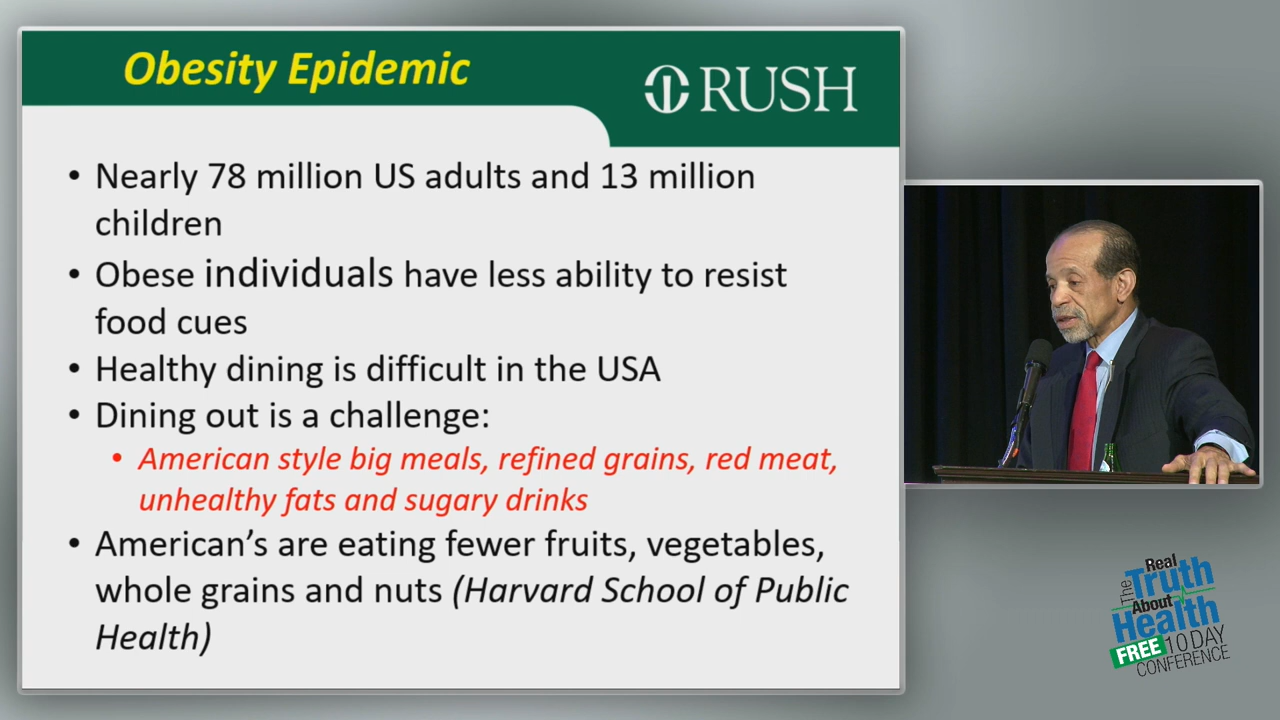 Obesity Epidemic
RUSH
• Nearly 78 million US adults and 13 million
children
• Obese individuals have less ability to resist
food cues
• Healthy dining is difficult in the USA
• Dining out is a challenge:
• American style big meals, refined grains, red meat,
unhealthy fats and sugary drinks
• American’s are eating fewer fruits, vegetables,
whole grains and nuts (Harvard School of Public
Health)
The Real
Truth
About
Health
FREE 10 DAY
CONFERENCE